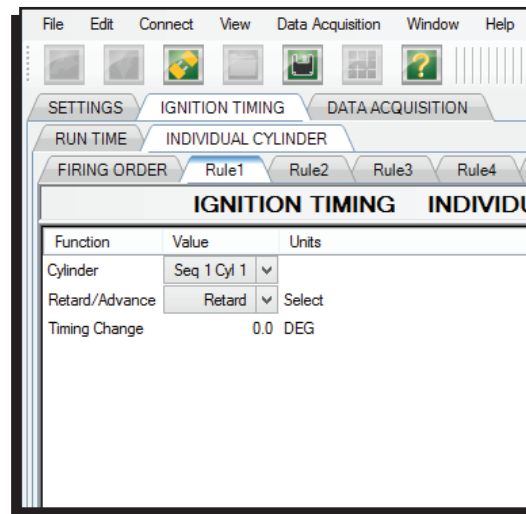 File Edit Connect View Data Acquisition Window Help
?
SETTINGS IGNITION TIMING DATA ACQUISITION
RUN TIME INDIVIDUAL CYLINDER
FIRING ORDER Rule1 Rule2 Rule3 Rule4
IGNITION TIMING INDIVIDU
Function Value Units
Cylinder Seq 1 Cyl 1
Retard/Advance Retard Select
Timing Change 0.0 DEG